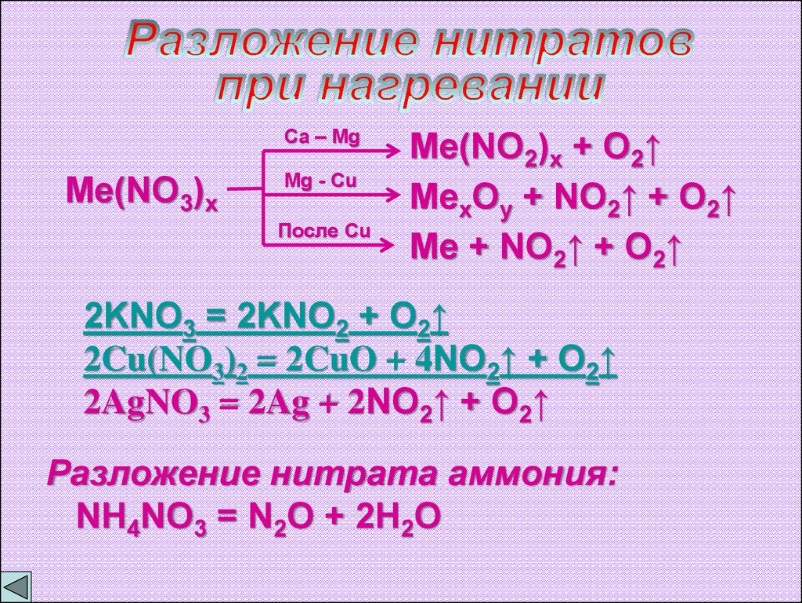 Разложение нитратов
при нагревании
Ca – Mg
Me(NO₂)ₓ + O₂↑
Me(NO₃)ₓ
Mg - Cu
MeₓOᵧ + NO₂↑ + O₂↑
После Cu
Me + NO₂↑ + O₂↑
2KNO₃ = 2KNO₂ + O₂↑
2Cu(NO₃)₂ = 2CuO + 4NO₂↑ + O₂↑
2AgNO₃ = 2Ag + 2NO₂↑ + O₂↑
Разложение нитрата аммония:
NH₄NO₃ = N₂O + 2H₂O